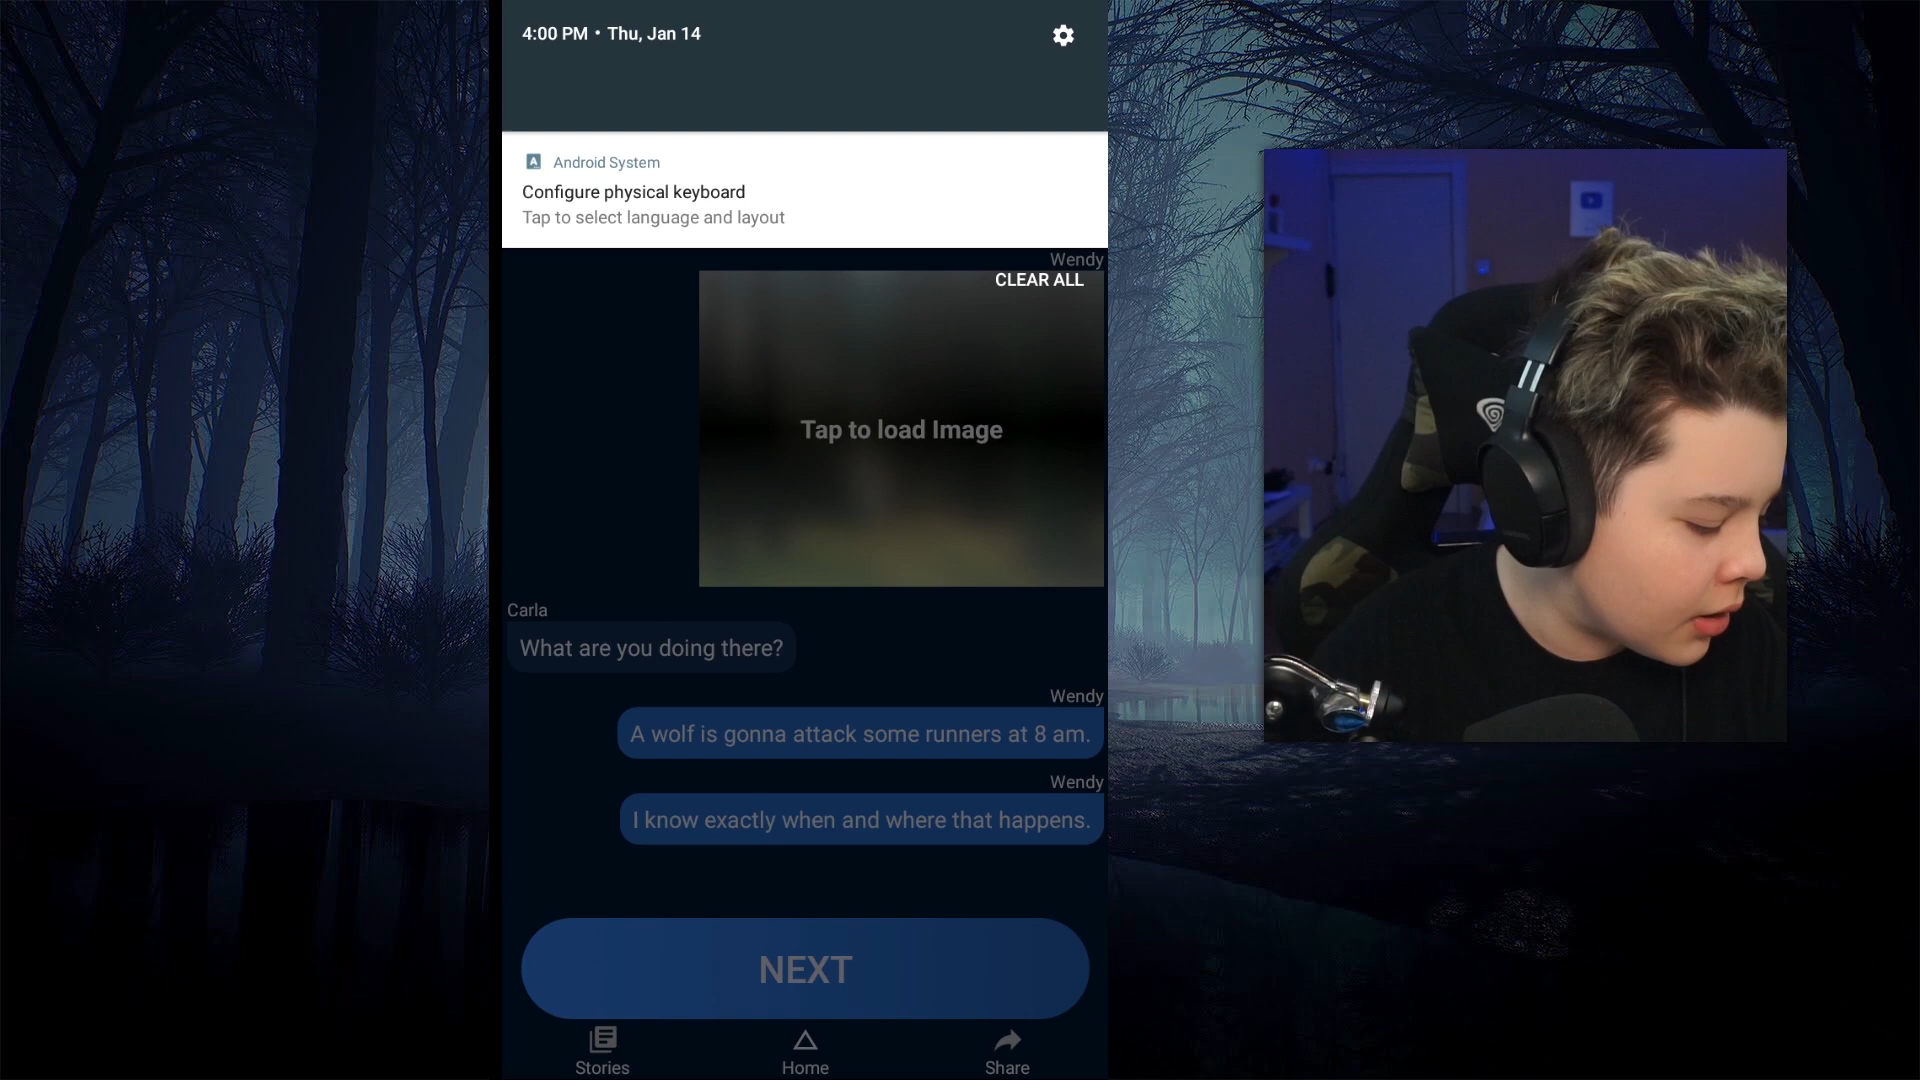 4:00 PM • Thu, Jan 14
Android System
Configure physical keyboard
Tap to select language and layout
Wendy
CLEAR ALL
Tap to load Image
Carla
What are you doing there?
Wendy
A wolf is gonna attack some runners at 8 am.
Wendy
I know exactly when and where that happens.
NEXT
Stories
Home
Share